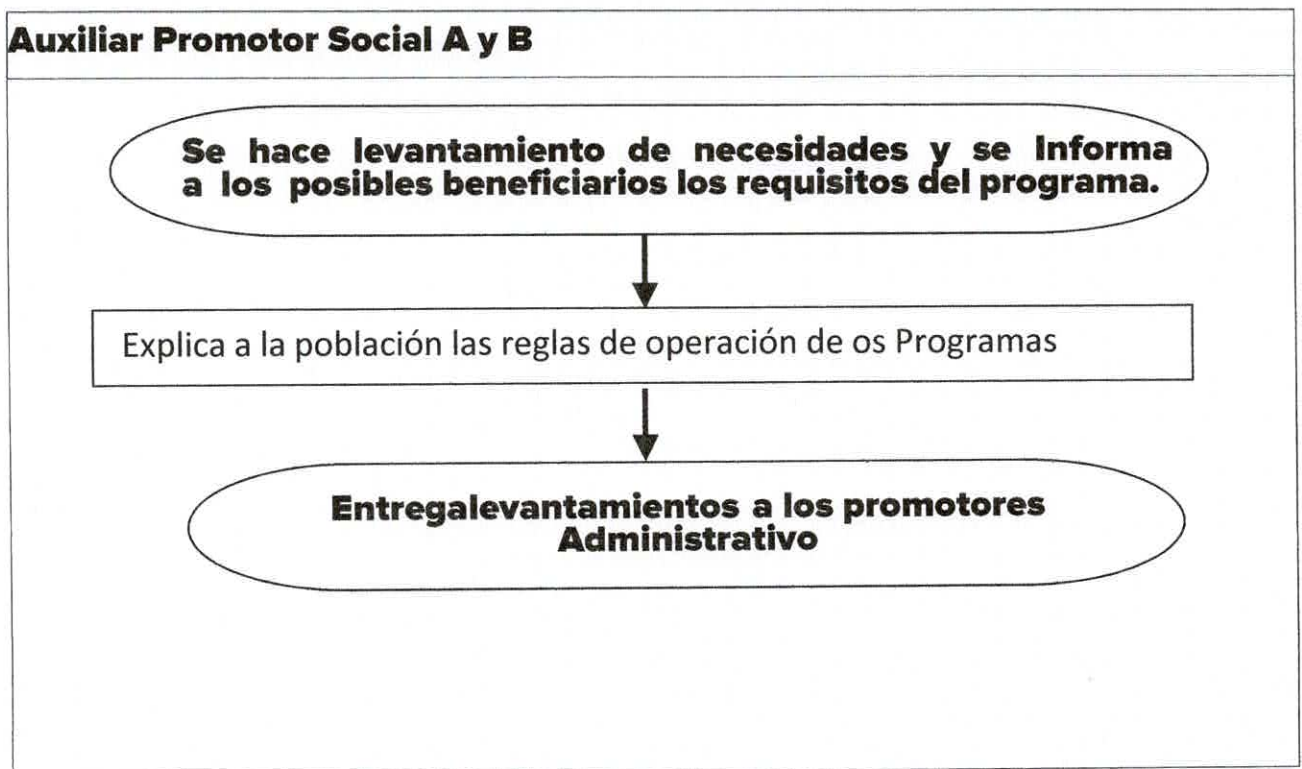 Auxiliar Promotor Social A y B
Se hace levantamiento de necesidades y se Informa
a los posibles beneficiarios los requisitos del programa.
Explica a la población las reglas de operación de os Programas
Entregalevantamientos a los promotores
Administrativo